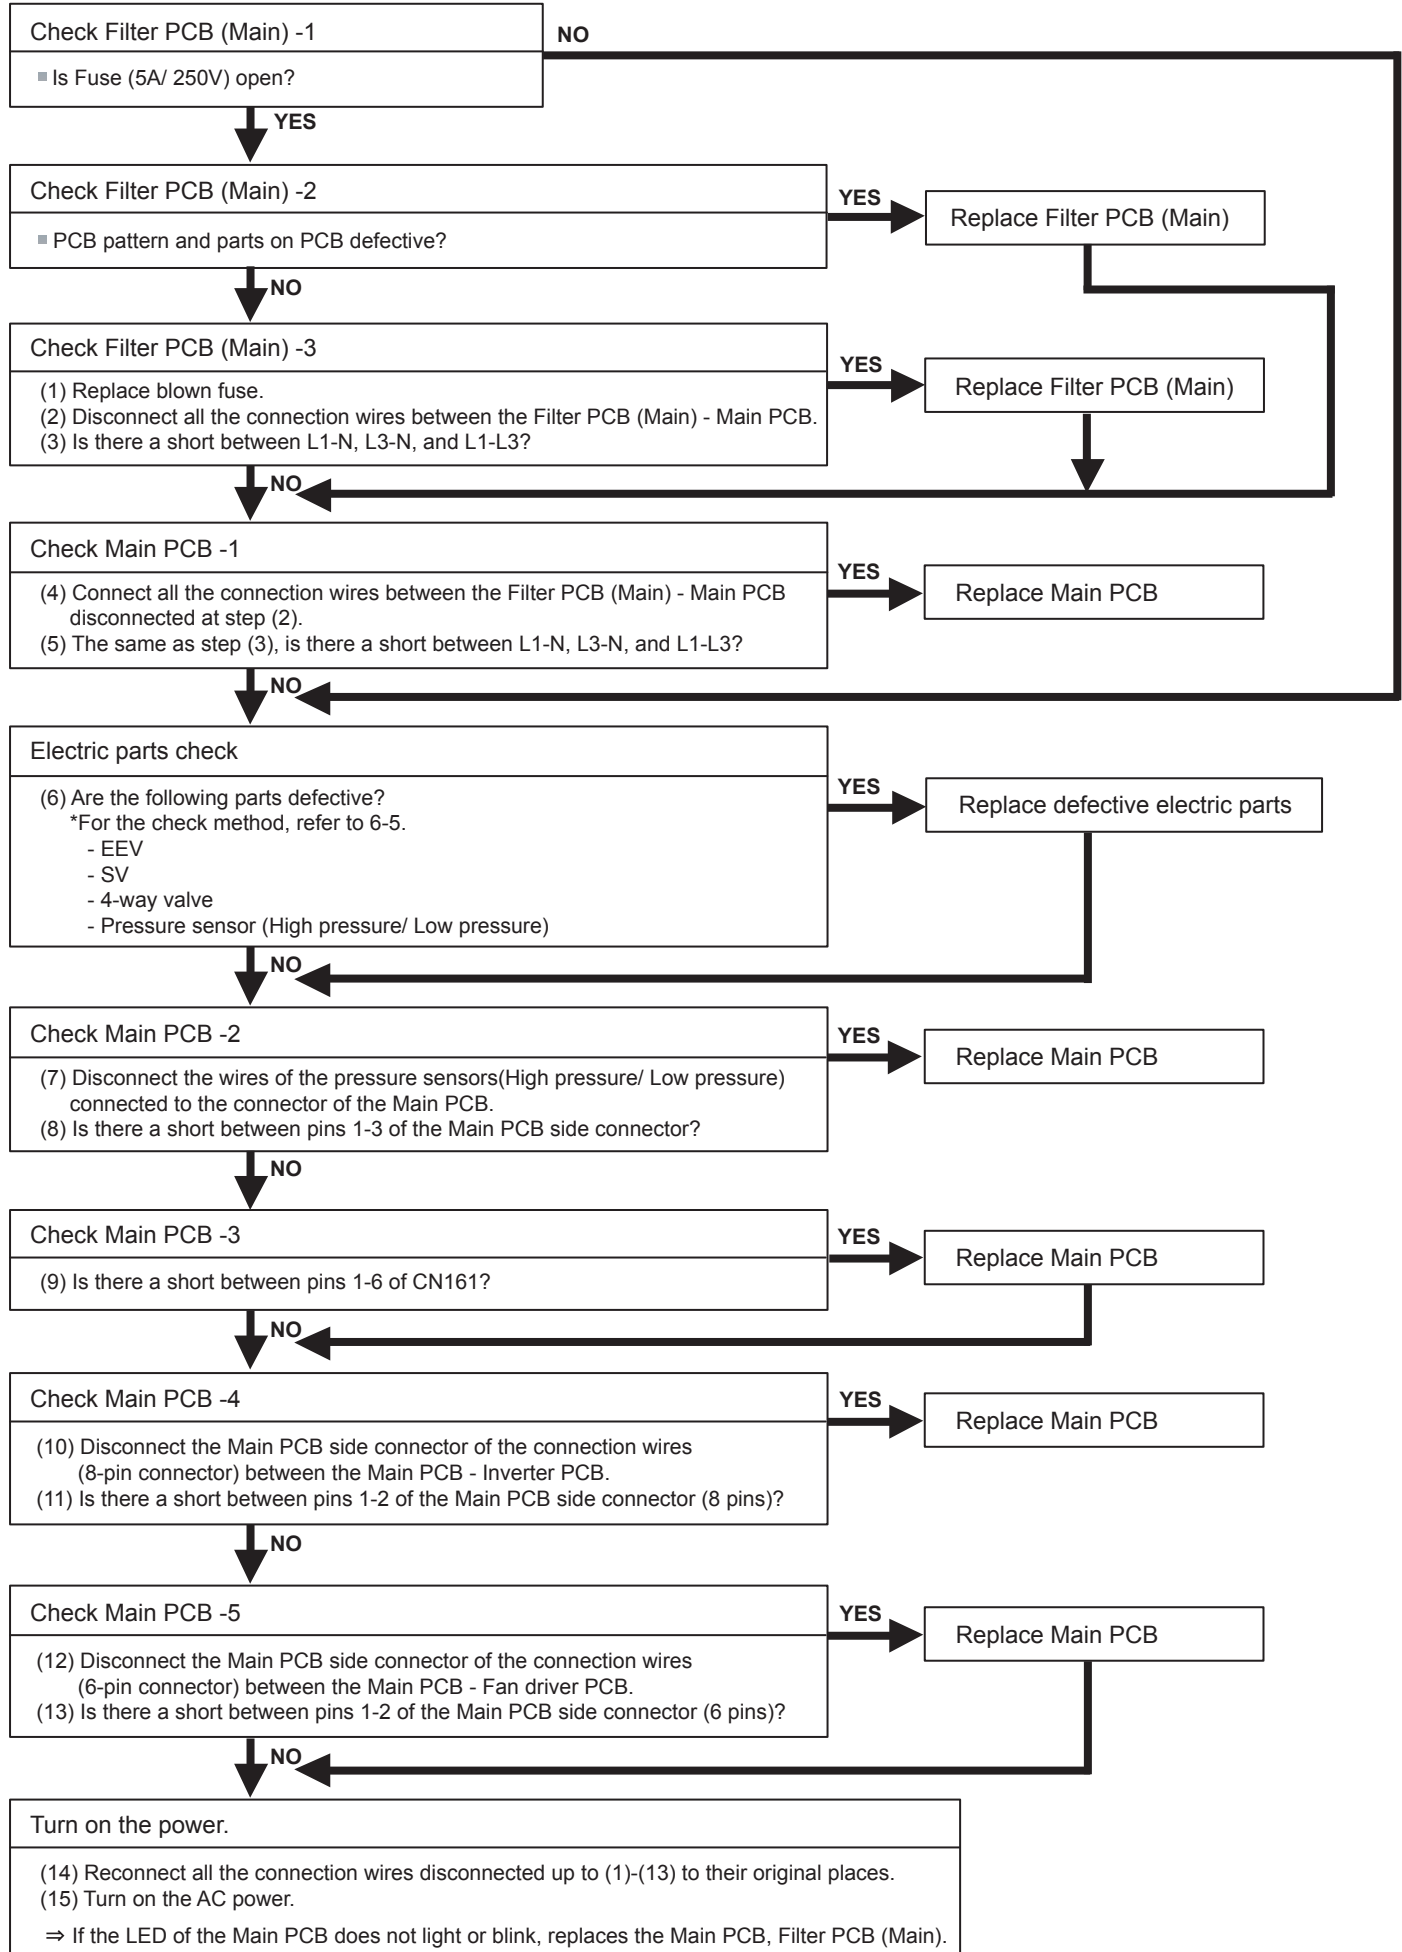 Check Filter PCB (Main) -1
NO
■ Is Fuse (5A/ 250V) open?
YES
Check Filter PCB (Main) -2
YES
Replace Filter PCB (Main)
■ PCB pattern and parts on PCB defective?
NO
Check Filter PCB (Main) -3
YES
Replace Filter PCB (Main)
(1) Replace blown fuse.
(2) Disconnect all the connection wires between the Filter PCB (Main) - Main PCB.
(3) Is there a short between L1-N, L3-N, and L1-L3?
NO
Check Main PCB -1
YES
Replace Main PCB
(4) Connect all the connection wires between the Filter PCB (Main) - Main PCB
disconnected at step (2).
(5) The same as step (3), is there a short between L1-N, L3-N, and L1-L3?
NO
Electric parts check
YES
Replace defective electric parts
(6) Are the following parts defective?
*For the check method, refer to 6-5.
- EEV
- SV
- 4-way valve
- Pressure sensor (High pressure/ Low pressure)
NO
Check Main PCB -2
YES
Replace Main PCB
(7) Disconnect the wires of the pressure sensors(High pressure/ Low pressure)
connected to the connector of the Main PCB.
(8) Is there a short between pins 1-3 of the Main PCB side connector?
NO
Check Main PCB -3
YES
Replace Main PCB
(9) Is there a short between pins 1-6 of CN161?
NO
Check Main PCB -4
YES
Replace Main PCB
(10) Disconnect the Main PCB side connector of the connection wires
(8-pin connector) between the Main PCB - Inverter PCB.
(11) Is there a short between pins 1-2 of the Main PCB side connector (8 pins)?
NO
Check Main PCB -5
YES
Replace Main PCB
(12) Disconnect the Main PCB side connector of the connection wires
(6-pin connector) between the Main PCB - Fan driver PCB.
(13) Is there a short between pins 1-2 of the Main PCB side connector (6 pins)?
NO
Turn on the power.
(14) Reconnect all the connection wires disconnected up to (1)-(13) to their original places.
(15) Turn on the AC power.
⇒ If the LED of the Main PCB does not light or blink, replaces the Main PCB, Filter PCB (Main).